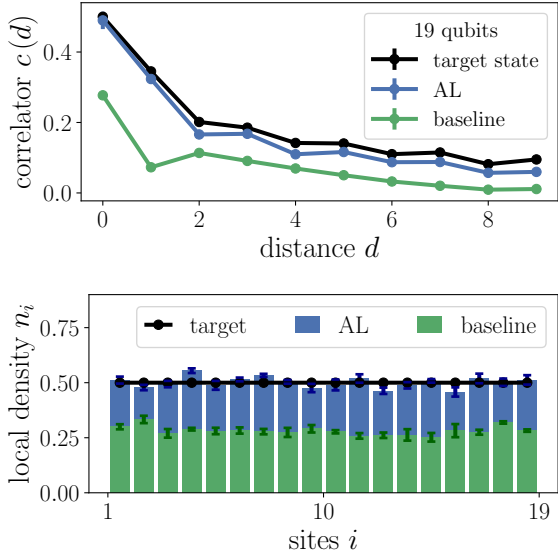 19 qubits
target state
AL
baseline
correlator c (d)
0.4
0.2
0.0
0
2
4
6
8
distance d
target
AL
baseline
local density n_i
0.75
0.50
0.25
0.00
1
10
19
sites i